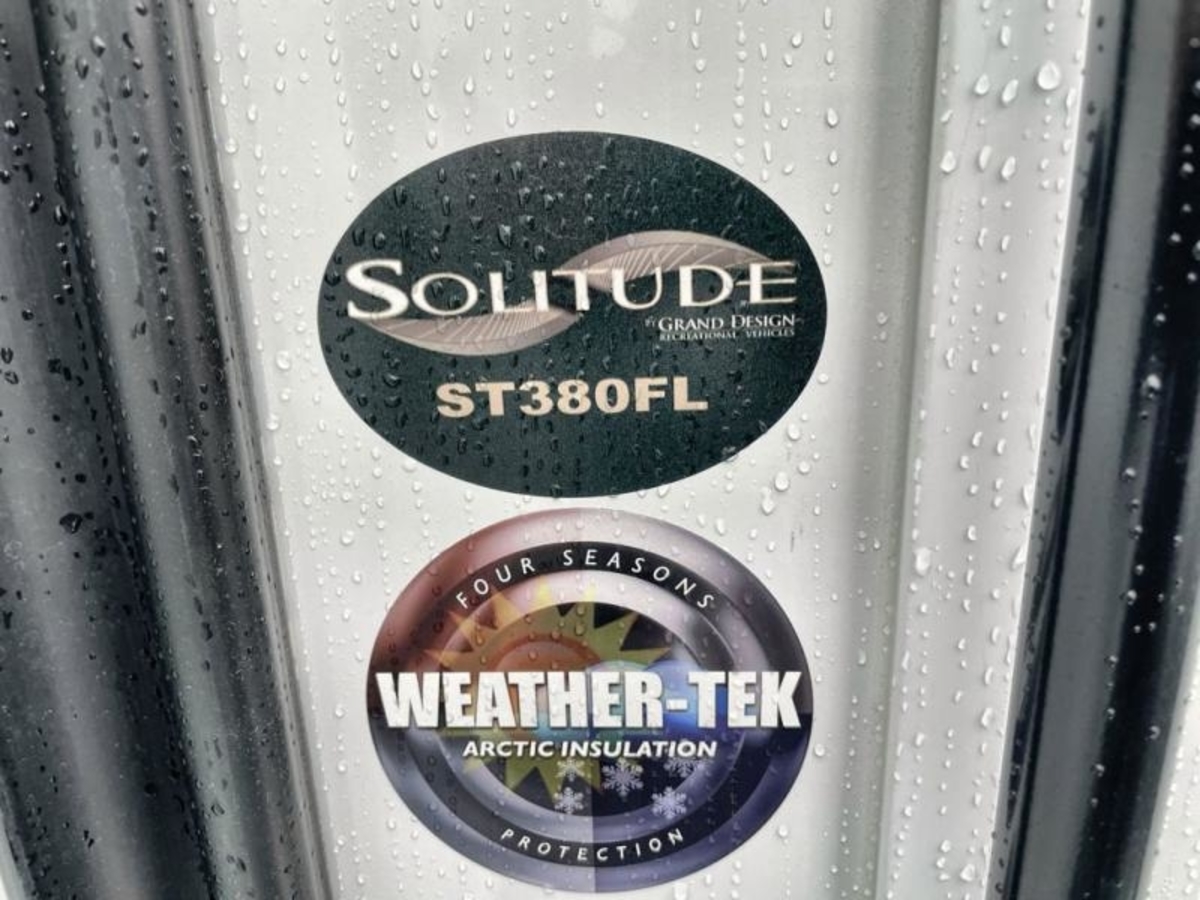 SOLITUDE
BY GRAND DESIGN
RECREATIONAL VEHICLES
ST380FL
FOUR SEASONS
WEATHER-TEK
ARCTIC INSULATION
PROTECTION